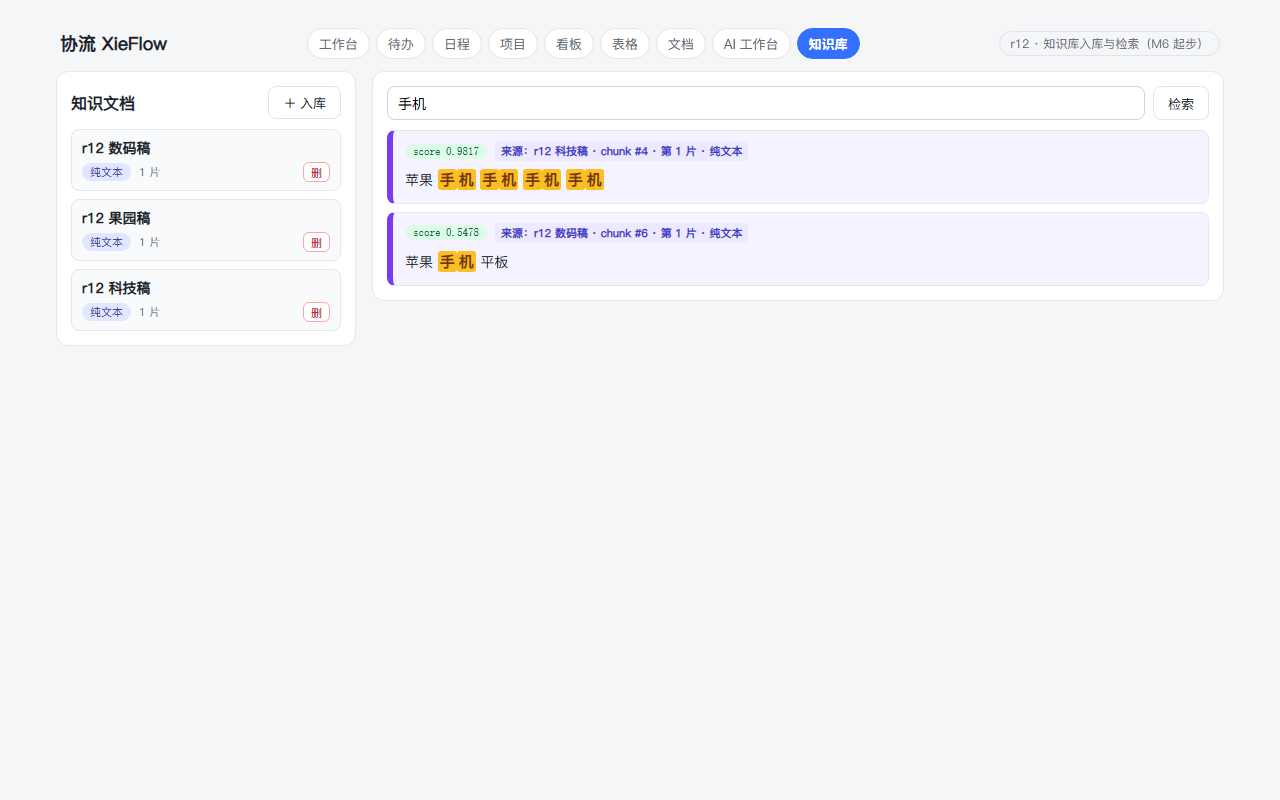 协流 XieFlow
工作台 待办 日程 项目 看板 表格 文档 AI 工作台 知识库
r12 · 知识库入库与检索（M6 起步）
知识文档
＋ 入库
r12 数码稿
纯文本 1 片 删
r12 果园稿
纯文本 1 片 删
r12 科技稿
纯文本 1 片 删
手机 检索
score 0.9817 来源：r12 科技稿 · chunk #4 · 第 1 片 · 纯文本
苹果 手机 手机 手机 手机
score 0.5478 来源：r12 数码稿 · chunk #6 · 第 1 片 · 纯文本
苹果 手机 平板